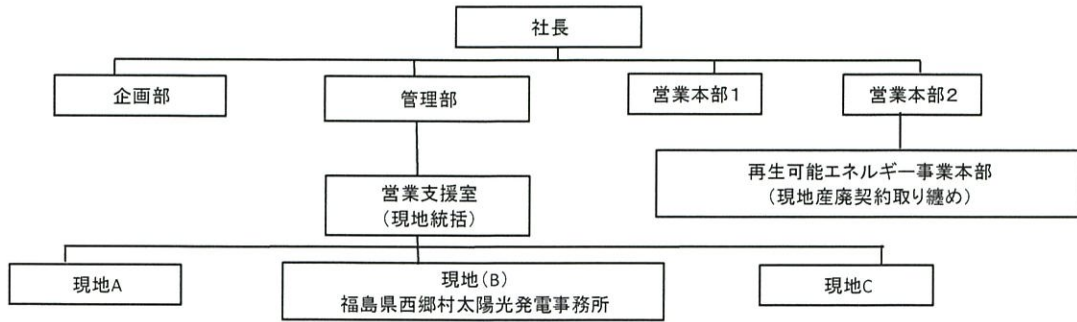 社長
企画部
管理部
営業本部1
営業本部2
再生可能エネルギー事業本部
(現地産廃契約取り纏め)
営業支援室
(現地統括)
現地A
現地(B)
福島県西郷村太陽光発電事務所
現地C